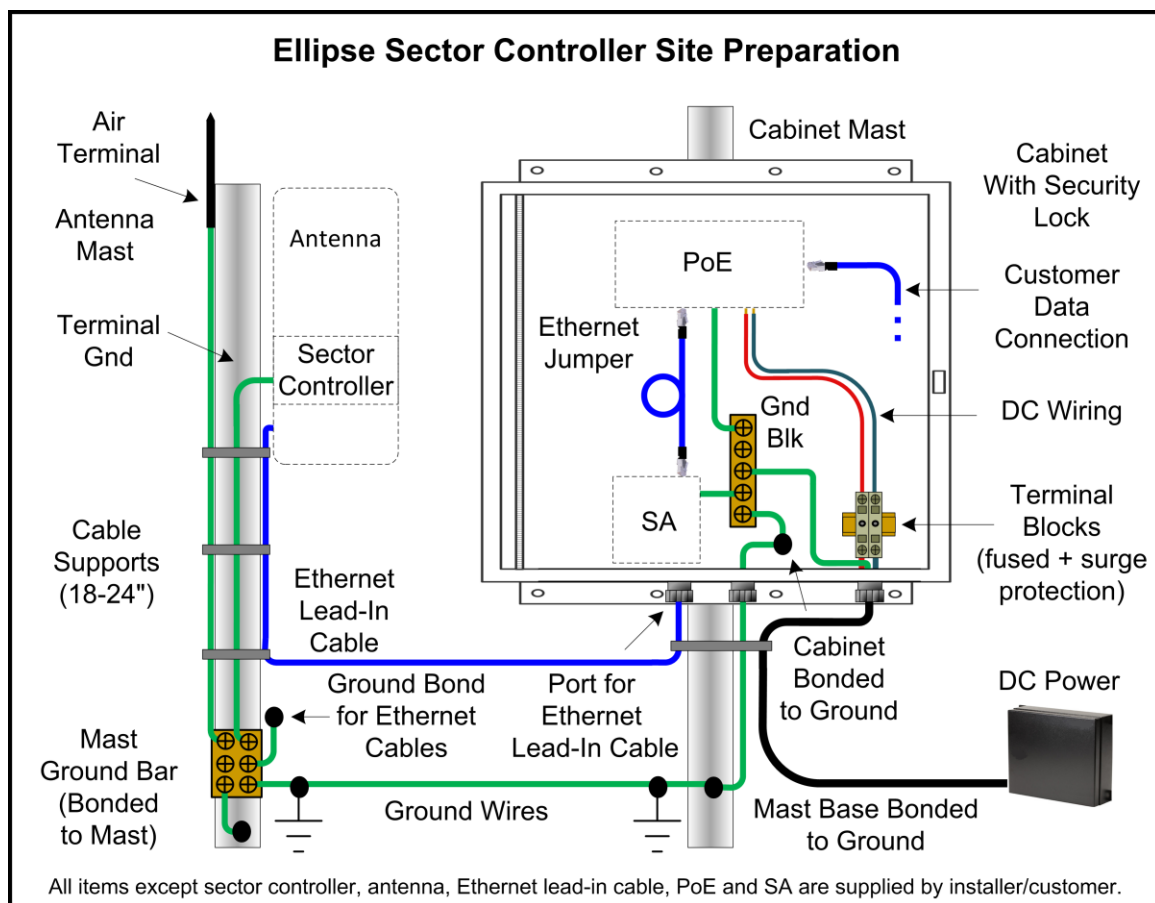 Ellipse Sector Controller Site Preparation
Air
Terminal
Antenna
Mast
Terminal
Gnd
Antenna
Sector
Controller
Cable
Supports
(18-24")
Ethernet
Lead-In
Cable
Mast
Ground Bar
(Bonded
to Mast)
Ground Bond
for Ethernet
Cables
Ground Wires
Cabinet Mast
PoE
Ethernet
Jumper
Gnd
Blk
SA
Port for
Ethernet
Lead-In Cable
Cabinet
Bonded
to Ground
Mast Base Bonded
to Ground
Cabinet
With Security
Lock
Customer
Data
Connection
DC Wiring
Terminal
Blocks
(fused + surge
protection)
DC Power
All items except sector controller, antenna, Ethernet lead-in cable, PoE and SA are supplied by installer/customer.